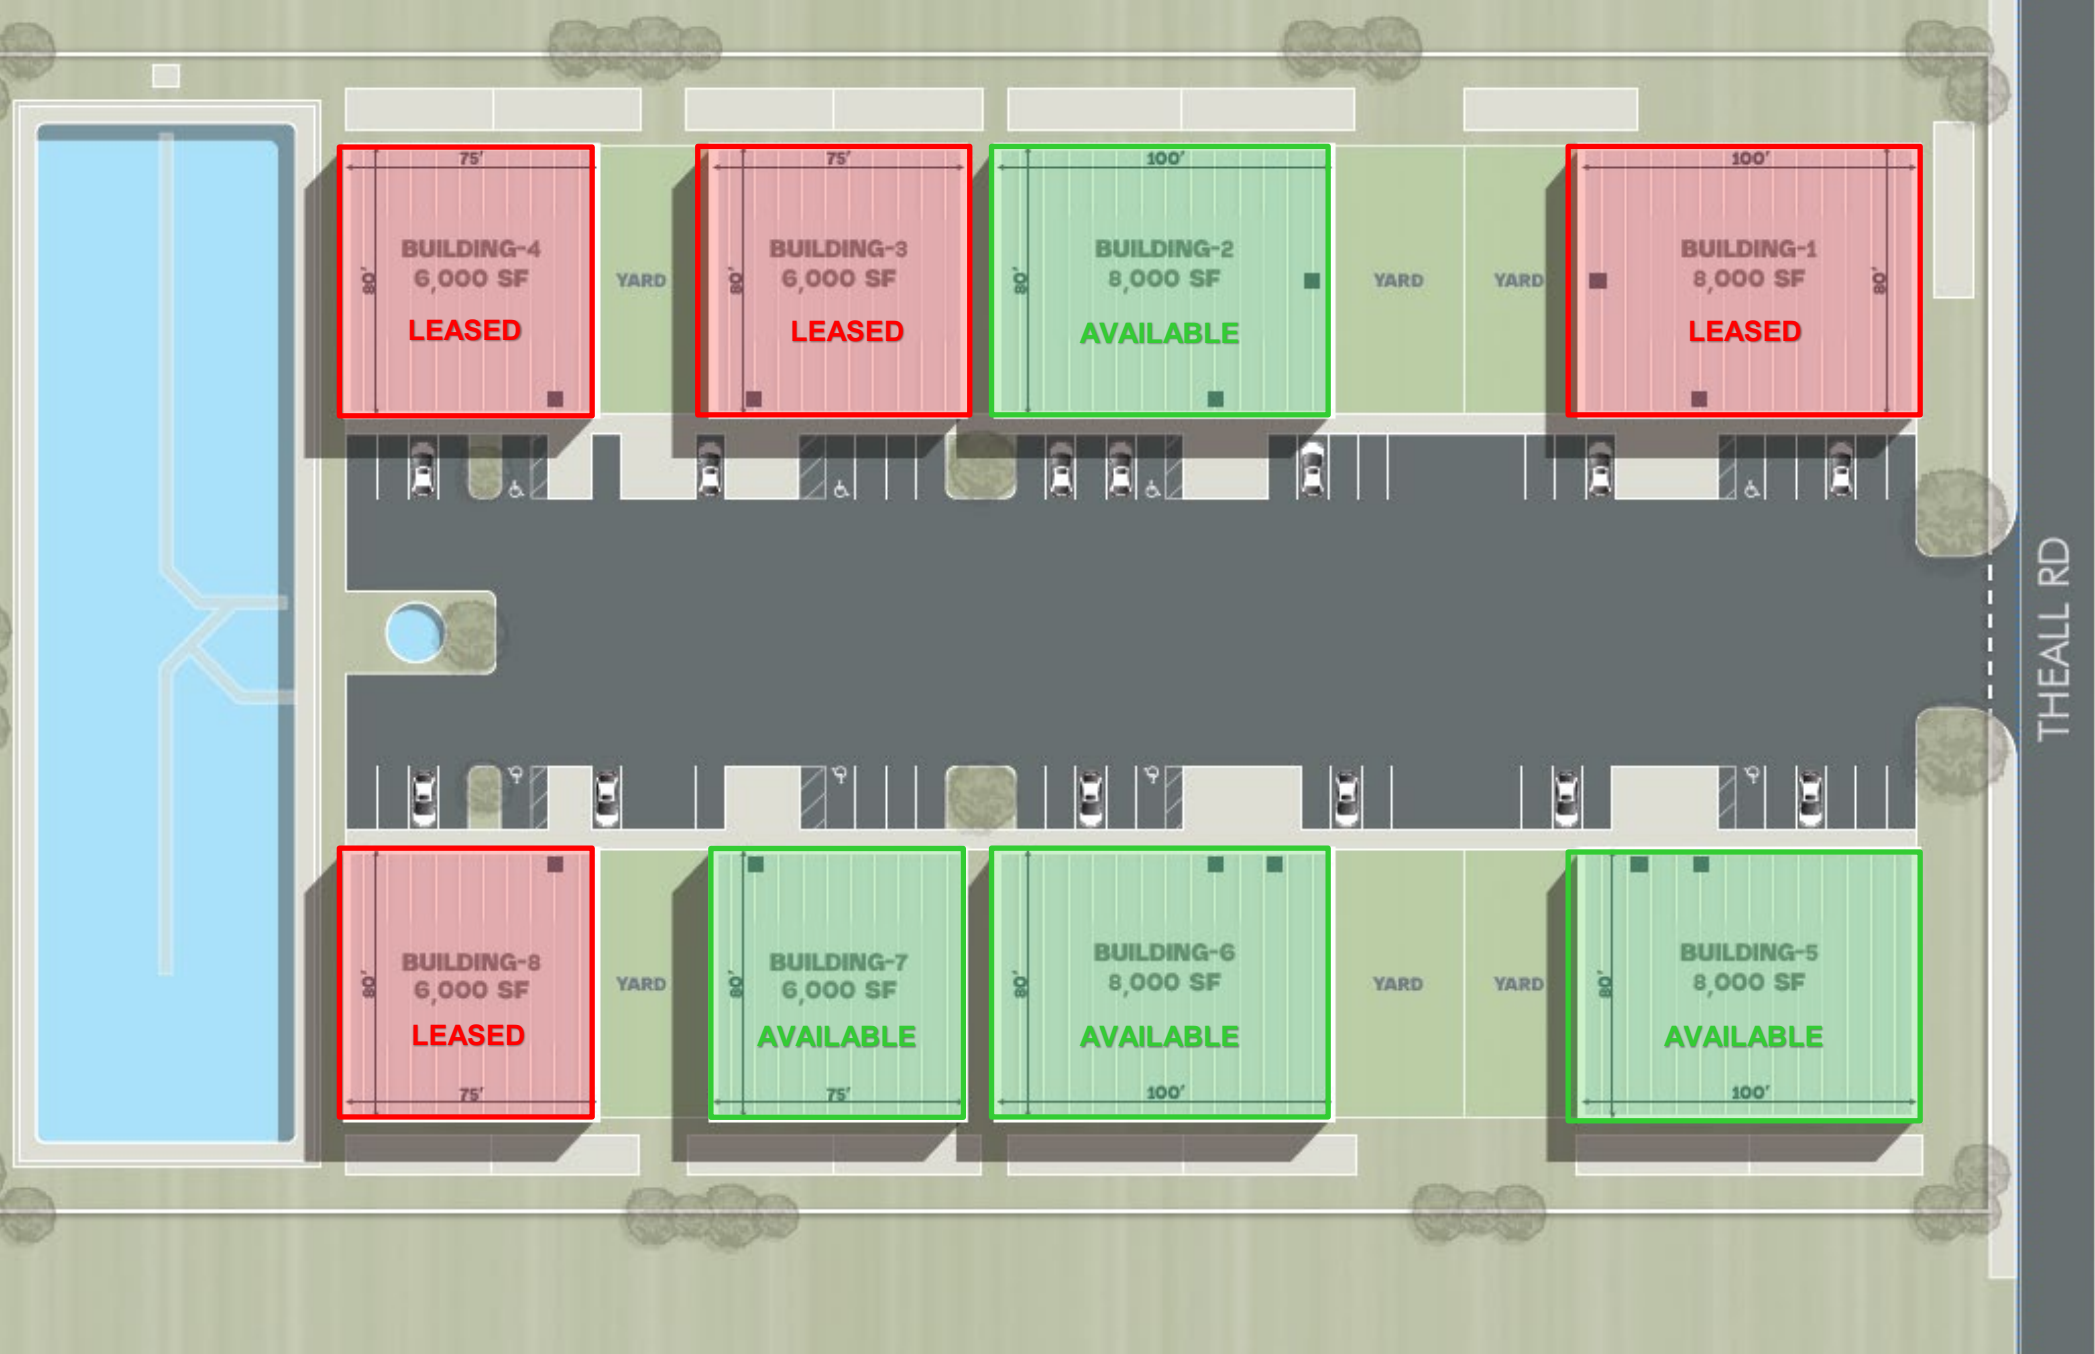 75'
80'
BUILDING-4
6,000 SF
LEASED
YARD
75'
80'
BUILDING-3
6,000 SF
LEASED
100'
80'
BUILDING-2
8,000 SF
AVAILABLE
YARD
YARD
100'
80'
BUILDING-1
8,000 SF
LEASED
THEALL RD
80'
BUILDING-8
6,000 SF
LEASED
75'
YARD
80'
BUILDING-7
6,000 SF
AVAILABLE
75'
80'
BUILDING-6
8,000 SF
AVAILABLE
100'
YARD
YARD
80'
BUILDING-5
8,000 SF
AVAILABLE
100'